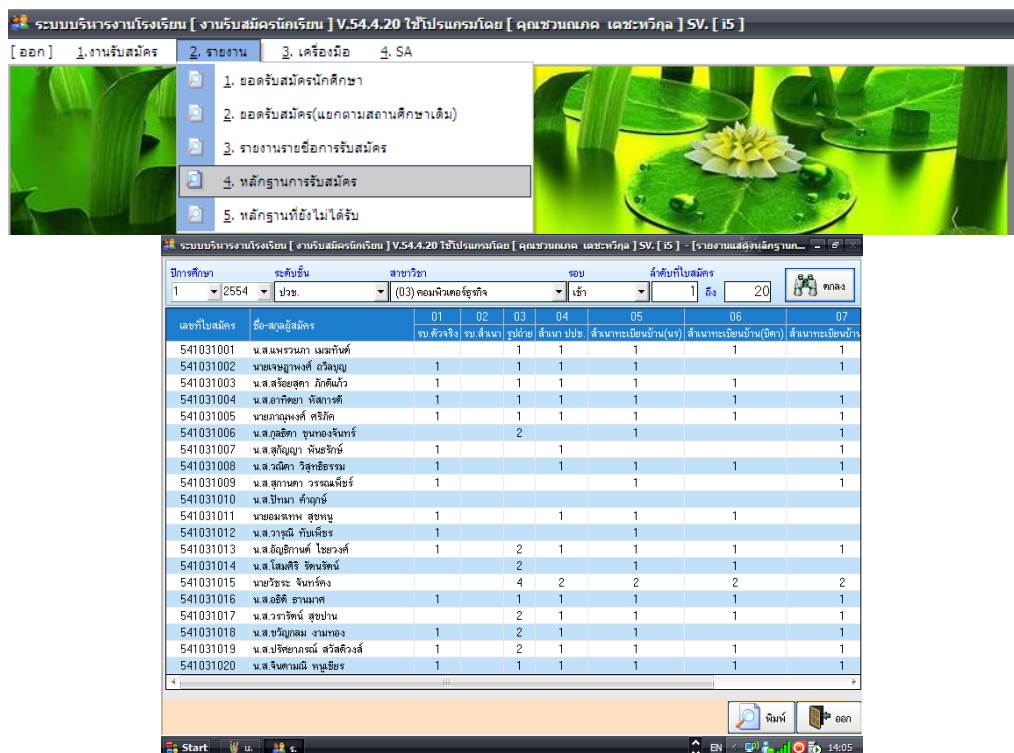 ระบบบริหารงานโรงเรียน [ งานรับสมัครนักเรียน ] V.54.4.20 ใช้โปรแกรมโดย [ คุณชวนณภค เตชะทวีกุล ] SV. [ i5 ]
[ ออก ] 1.งานรับสมัคร 2. รายงาน 3. เครื่องมือ 4. SA
1. ยอดรับสมัครนักศึกษา
2. ยอดรับสมัคร(แยกตามสถานศึกษาเดิม)
3. รายงานรายชื่อการรับสมัคร
4. หลักฐานการรับสมัคร
5. หลักฐานที่ยังไม่ได้รับ
ระบบบริหารงานโรงเรียน [ งานรับสมัครนักเรียน ] V.54.4.20 ใช้โปรแกรมโดย [ คุณชวนณภค เตชะทวีกุล ] SV. [ i5 ] - [รายงานแสดงหลักฐานก...
ปีการศึกษา ระดับชั้น สาขาวิชา รอบ ลำดับที่ใบสมัคร
1 2554 ปวช. (03) คอมพิวเตอร์ธุรกิจ เช้า 1 ถึง 20 ตกลง
เลขที่ใบสมัคร ชื่อ-สกุลผู้สมัคร 01 02 03 04 05 06 07
รบ.ตัวจริง รบ.สำเนา รูปถ่าย สำเนา ปปช. สำเนาทะเบียนบ้าน(นร) สำเนาทะเบียนบ้าน(บิดา) สำเนาทะเบียนบ้าน
541031001 น.ส.แพรวนภา เมฆทันต์ 1 1 1 1 1
541031002 นายเจษฎาพงศ์ ถวิลบุญ 1 1 1 1 1
541031003 น.ส.สร้อยสุดา ภักดีแก้ว 1 1 1 1 1
541031004 น.ส.อาทิตยา หัสการดี 1 1 1 1 1 1
541031005 นายภาณุพงศ์ ศรีภัค 1 1 1 1 1 1
541031006 น.ส.กุลธิดา ขุนทองจันทร์ 2 1 1
541031007 น.ส.สุกัญญา พันธรักษ์ 1 1 1
541031008 น.ส.วณิดา วิสุทธิธรรม 1 1 1 1 1
541031009 น.ส.สุกานดา วรรณเพ็ชร์ 1 1 1
541031010 น.ส.ปัทมา คำฤกษ์
541031011 นายอมรเทพ สุขหนู 1 1 1 1
541031012 น.ส.วารุณี ทับเพ็ชร 1 1
541031013 น.ส.ธัญธิกานต์ ไชยวงศ์ 1 2 1 1 1 1
541031014 น.ส.โสมศิริ รัตนรัตน์ 2 1 1
541031015 นายวัชระ จันทร์คง 4 2 2 2 2
541031016 น.ส.อธิติ ธานมาศ 1 1 1 1 1 1
541031017 น.ส.วรารัตน์ สุขปาน 2 1 1 1 1
541031018 น.ส.ขวัญกลม งามทอง 1 2 1 1 1
541031019 น.ส.ปรัศยาภรณ์ สวัสดิวงส์ 1 2 1 1 1 1
541031020 น.ส.จินตามณี หนูเธียร 1 1 1 1 1 1
พิมพ์ ออก
Start น. ร. EN 14:05